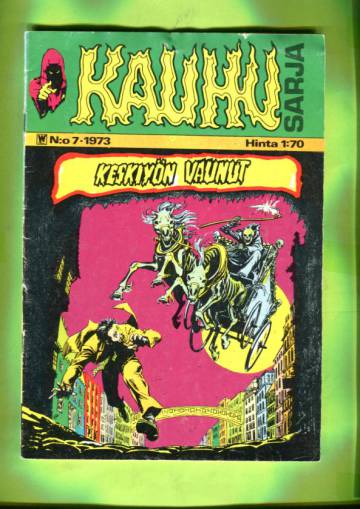 KAUHU
SARJA
W N:o 7-1973
Hinta 1:70
KESKIYÖN VAUNUT